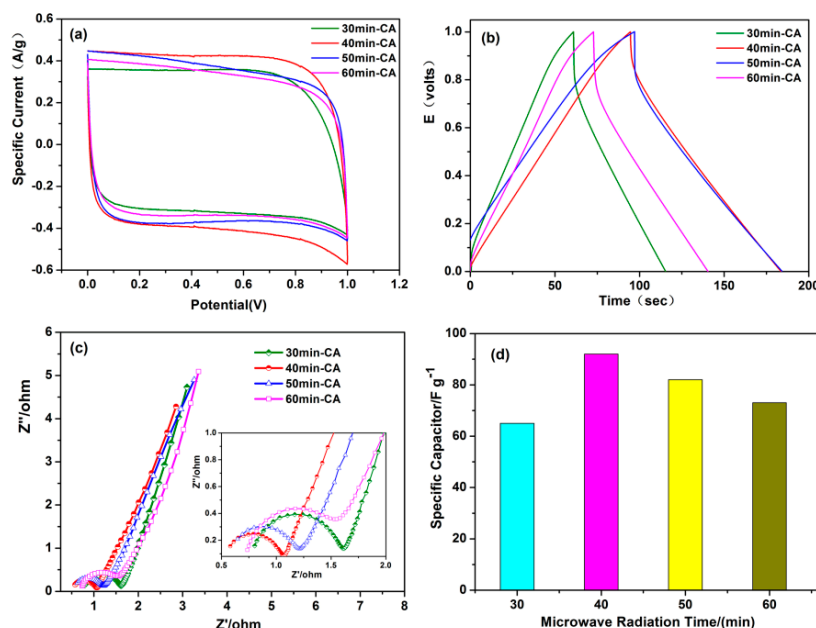 (a)
30min-CA
40min-CA
50min-CA
60min-CA
Specific Current（A/g）
0.6
0.4
0.2
0.0
-0.2
-0.4
-0.6
0.0 0.2 0.4 0.6 0.8 1.0 1.2
Potential(V)
(b)
30min-CA
40min-CA
50min-CA
60min-CA
E（volts）
1.0
0.8
0.6
0.4
0.2
0.0
0 50 100 150 200
Time（sec）
(c)
30min-CA
40min-CA
50min-CA
60min-CA
Z''/ohm
6
5
4
3
2
1
0
0 1 2 3 4 5 6 7 8
Z'/ohm
Z''/ohm
1.0
0.8
0.6
0.4
0.2
0.5 1.0 1.5 2.0
Z'/ohm
(d)
Specific Capacitor/F g-1
100
80
60
40
20
0
30 40 50 60
Microwave Radiation Time/(min)